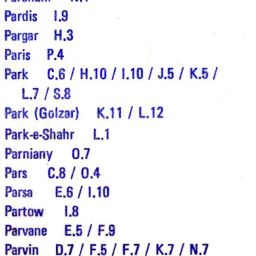 Pardis I.9
Pargar H.3
Paris P.4
Park C.6 / H.10 / I.10 / J.5 / K.5 /
L.7 / S.8
Park (Golzar) K.11 / L.12
Park-e-Shahr L.1
Parniany O.7
Pars C.8 / O.4
Parsa E.6 / I.10
Partow I.8
Parvane E.5 / F.9
Parvin D.7 / F.5 / F.7 / K.7 / N.7